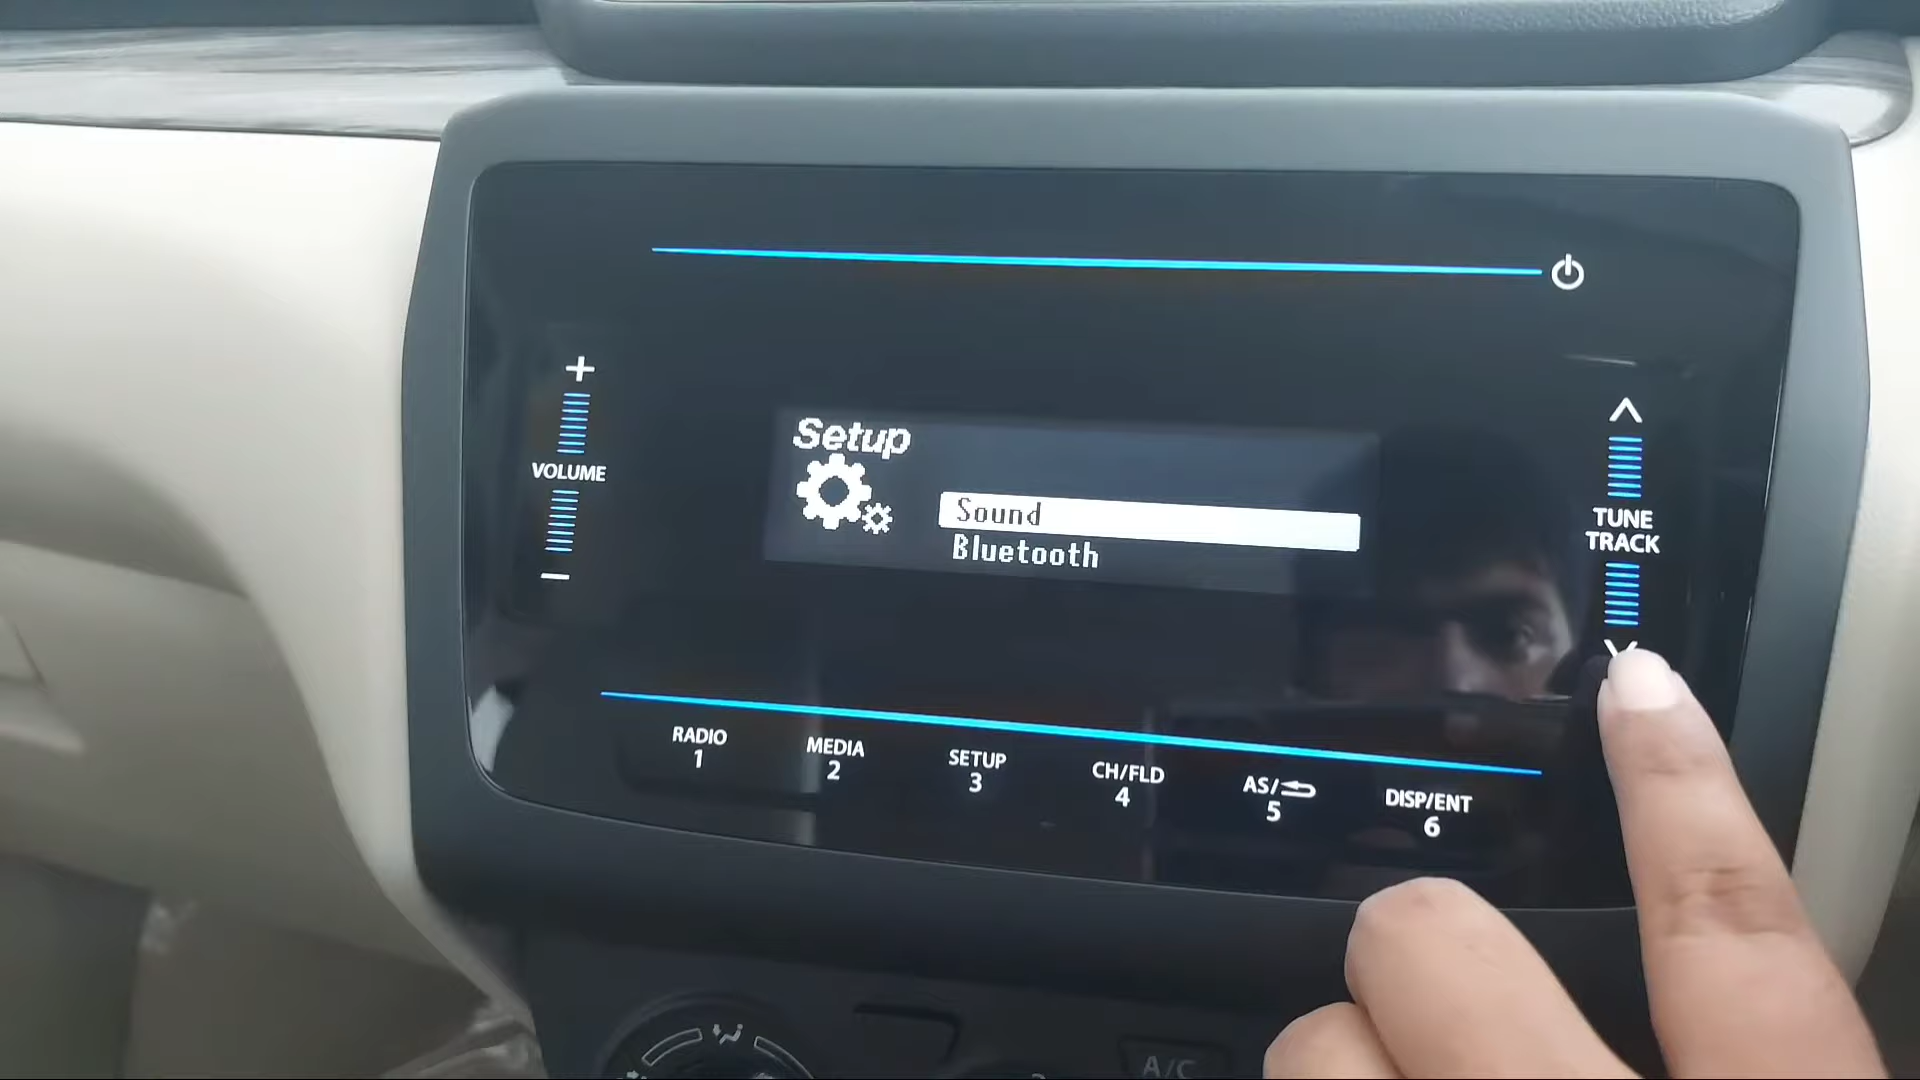 Setup
Sound
Bluetooth
+
VOLUME
−
TUNE
TRACK
RADIO
1
MEDIA
2
SETUP
3
CH/FLD
4
AS/
5
DISP/ENT
6
A/C